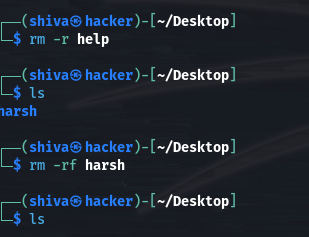 ┌──(shiva㉿hacker)-[~/Desktop]
└─$ rm -r help
┌──(shiva㉿hacker)-[~/Desktop]
└─$ ls
harsh
┌──(shiva㉿hacker)-[~/Desktop]
└─$ rm -rf harsh
┌──(shiva㉿hacker)-[~/Desktop]
└─$ ls